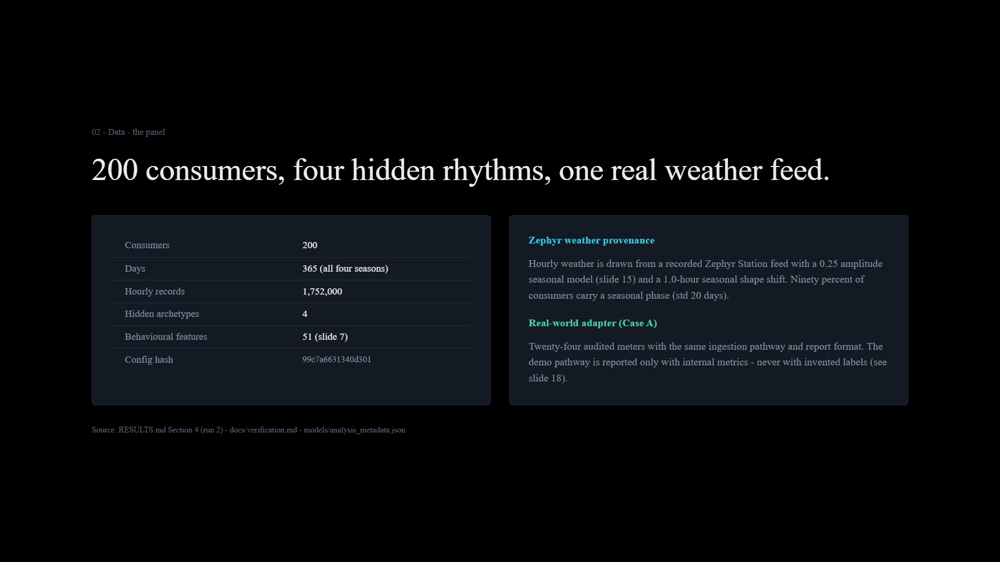 02 - Data - the panel
200 consumers, four hidden rhythms, one real weather feed.
Consumers 200
Days 365 (all four seasons)
Hourly records 1,752,000
Hidden archetypes 4
Behavioural features 51 (slide 7)
Config hash 99c7a6631340d301
Zephyr weather provenance
Hourly weather is drawn from a recorded Zephyr Station feed with a 0.25 amplitude
seasonal model (slide 15) and a 1.0-hour seasonal shape shift. Ninety percent of
consumers carry a seasonal phase (std 20 days).
Real-world adapter (Case A)
Twenty-four audited meters with the same ingestion pathway and report format. The
demo pathway is reported only with internal metrics - never with invented labels (see
slide 18).
Source: RESULTS.md Section 4 (run 2) - docs/verification.md - models/analysis_metadata.json